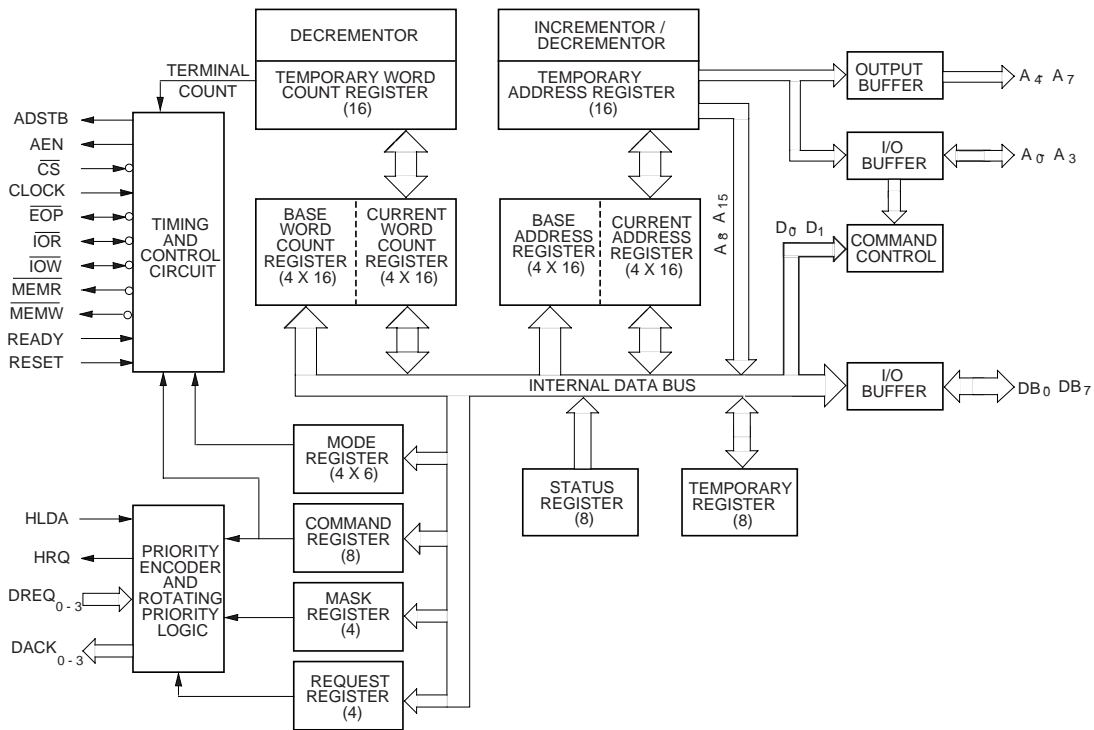 DECREMENTOR
TEMPORARY WORD
COUNT REGISTER
(16)
INCREMENTOR /
DECREMENTOR
TEMPORARY
ADDRESS REGISTER
(16)
OUTPUT
BUFFER
A4- A7
I/O
BUFFER
A0- A3
COMMAND
CONTROL
D0- D1
TERMINAL
COUNT
ADSTB
AEN
CS
CLOCK
EOP
IOR
IOW
MEMR
MEMW
READY
RESET
TIMING
AND
CONTROL
CIRCUIT
BASE
WORD
COUNT
REGISTER
(4 X 16)
CURRENT
WORD
COUNT
REGISTER
(4 X 16)
BASE
ADDRESS
REGISTER
(4 X 16)
CURRENT
ADDRESS
REGISTER
(4 X 16)
A8- A15
INTERNAL DATA BUS
I/O
BUFFER
DB0 DB7
MODE
REGISTER
(4 X 6)
STATUS
REGISTER
(8)
TEMPORARY
REGISTER
(8)
HLDA
HRQ
DREQ0 - 3
DACK0 - 3
PRIORITY
ENCODER
AND
ROTATING
PRIORITY
LOGIC
COMMAND
REGISTER
(8)
MASK
REGISTER
(4)
REQUEST
REGISTER
(4)